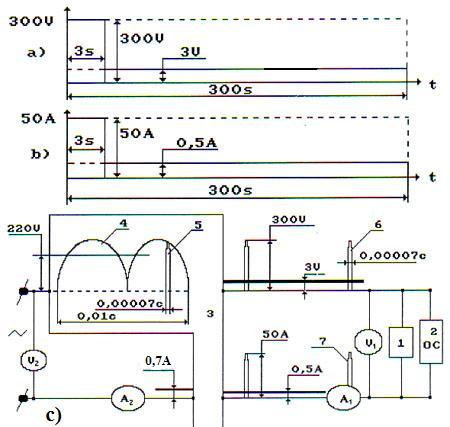 300V
300V
3s
3V
a)
t
300s
50A
50A
3s
0,5A
b)
t
300s
4
5
300V
6
220V
3V
0,00007c
0,00007c
0,01c
3
V₁
1
2
0C
50A
7
V₂
0,7A
0,5A
~
A₂
A₁
c)